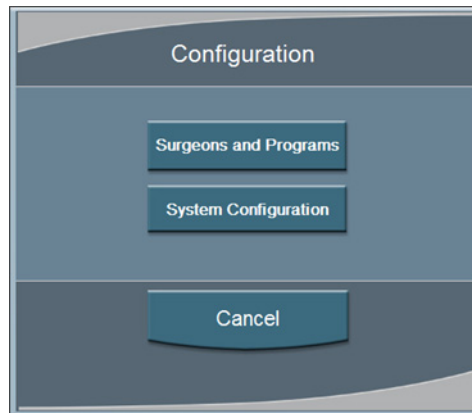 Configuration
Surgeons and Programs
System Configuration
Cancel